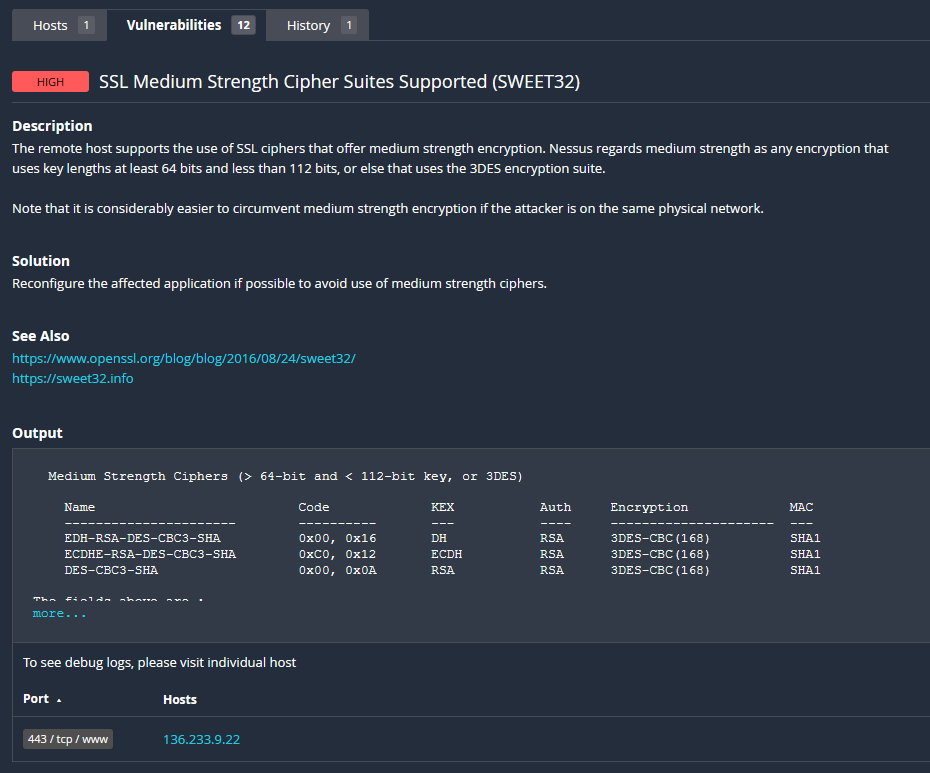 Hosts 1 Vulnerabilities 12 History 1
HIGH SSL Medium Strength Cipher Suites Supported (SWEET32)
Description
The remote host supports the use of SSL ciphers that offer medium strength encryption. Nessus regards medium strength as any encryption that
uses key lengths at least 64 bits and less than 112 bits, or else that uses the 3DES encryption suite.
Note that it is considerably easier to circumvent medium strength encryption if the attacker is on the same physical network.
Solution
Reconfigure the affected application if possible to avoid use of medium strength ciphers.
See Also
https://www.openssl.org/blog/blog/2016/08/24/sweet32/
https://sweet32.info
Output
Medium Strength Ciphers (> 64-bit and < 112-bit key, or 3DES)
Name Code KEX Auth Encryption MAC
---------------------- ---------- --- ---- --------------------- ---
EDH-RSA-DES-CBC3-SHA 0x00, 0x16 DH RSA 3DES-CBC(168) SHA1
ECDHE-RSA-DES-CBC3-SHA 0xC0, 0x12 ECDH RSA 3DES-CBC(168) SHA1
DES-CBC3-SHA 0x00, 0x0A RSA RSA 3DES-CBC(168) SHA1
The fields above are :
more...
To see debug logs, please visit individual host
Port Hosts
443 / tcp / www 136.233.9.22